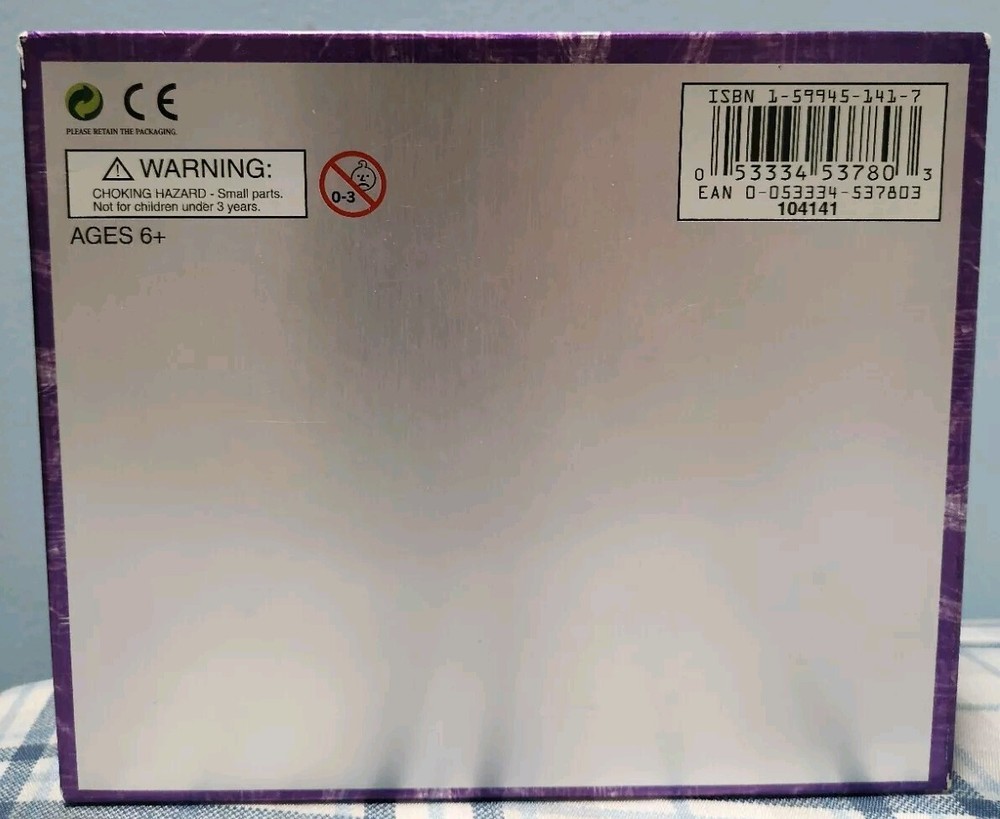 CE
PLEASE RETAIN THE PACKAGING.
WARNING:
CHOKING HAZARD - Small parts.
Not for children under 3 years.
0-3
AGES 6+
ISBN 1-59945-141-7
0 53334 53780 3
EAN 0-053334-537803
104141